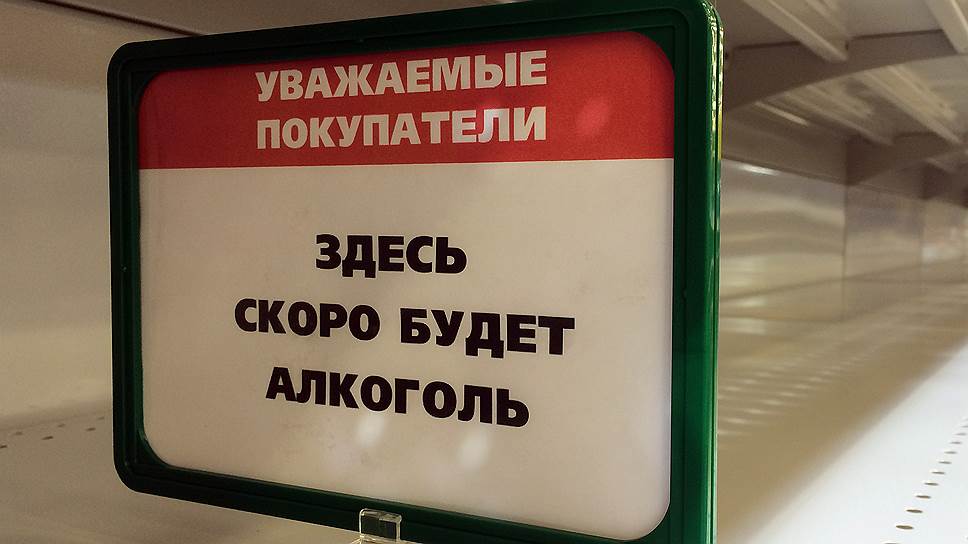 УВАЖАЕМЫЕ
ПОКУПАТЕЛИ
ЗДЕСЬ
СКОРО БУДЕТ
АЛКОГОЛЬ